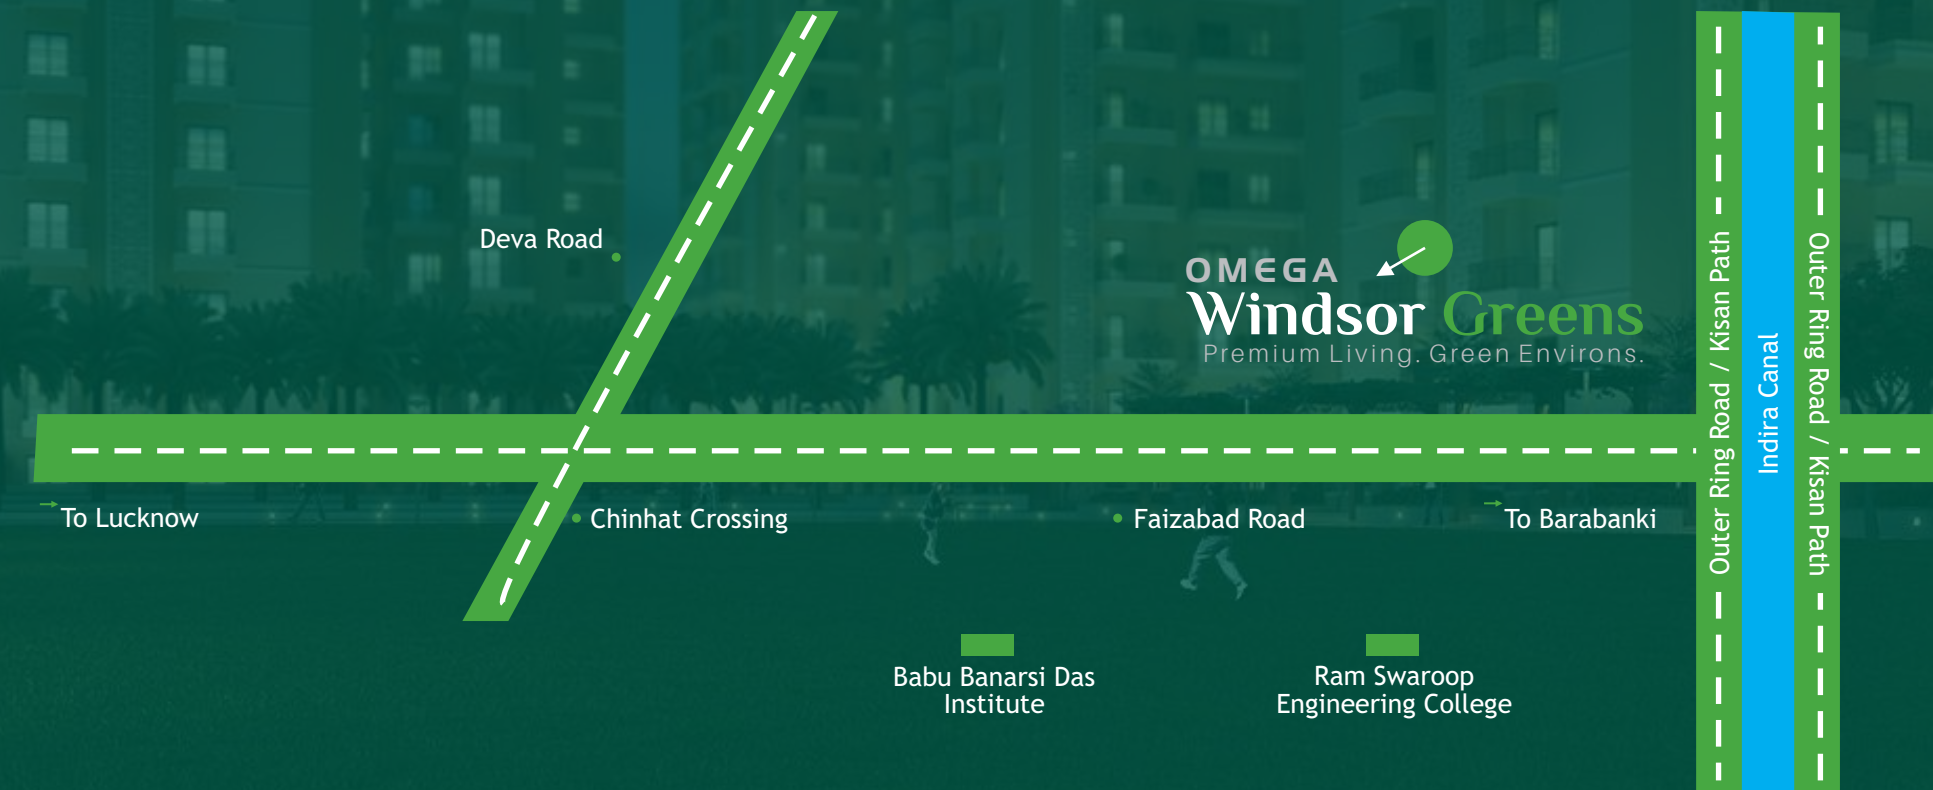 Deva Road
OMEGA
Windsor Greens
Premium Living. Green Environs.
Outer Ring Road / Kisan Path
Indira Canal
Outer Ring Road / Kisan Path
To Lucknow
Chinhat Crossing
Faizabad Road
To Barabanki
Babu Banarsi Das
Institute
Ram Swaroop
Engineering College